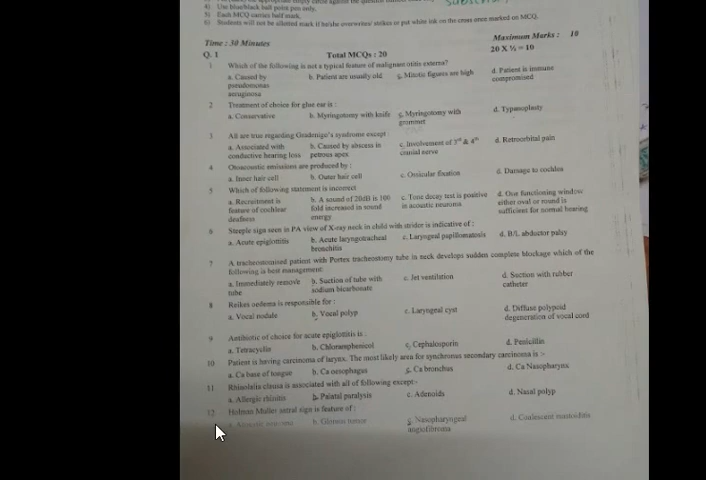 4) Use blue/black ball point pen only.
5) Each MCQ carries half mark.
6) Students will not be allotted mark if he/she overwrites/ strikes or put white ink on the cross once marked on MCQ.
Time : 30 Minutes
Maximum Marks : 10
Q. 1
Total MCQs : 20
20 X ½ = 10
1 Which of the following is not a typical feature of malignant otitis externa?
a. Caused by pseudomonas aeruginosa b. Patient are usually old c. Mitotic figures are high d. Patient is immune compromised
2 Treatment of choice for glue ear is :
a. Conservative b. Myringotomy with knife c. Myringotomy with grommet d. Typanoplasty
3 All are true regarding Gradenigo's syndrome except :
a. Associated with conductive hearing loss b. Caused by abscess in petrous apex c. Involvement of 3rd & 4th cranial nerve d. Retroorbital pain
4 Otoacoustic emissions are produced by :
a. Inner hair cell b. Outer hair cell c. Ossicular fixation d. Damage to cochlea
5 Which of following statement is incorrect
a. Recruitment is feature of cochlear deafness b. A sound of 20dB is 100 fold increased in sound energy c. Tone decay test is positive in acoustic neuroma d. One functioning window either oval or round is sufficient for normal hearing
6 Steeple sign seen in PA view of X-ray neck in child with strider is indicative of :
a. Acute epiglottitis b. Acute laryngotracheal bronchitis c. Laryngeal papillomatosis d. B/L abductor palsy
7 A tracheostomised patient with Portex tracheostomy tube in neck develops sudden complete blockage which of the
following is best management:
a. Immediately remove tube b. Suction of tube with sodium bicarbonate c. Jet ventilation d. Suction with rubber catheter
8 Reikes oedema is responsible for :
a. Vocal nodule b. Vocal polyp c. Laryngeal cyst d. Diffuse polypoid degeneration of vocal cord
9 Antibiotic of choice for acute epiglottitis is :
a. Tetracyclin b. Chloramphenicol c. Cephalosporin d. Penicillin
10 Patient is having carcinoma of larynx. The most likely area for synchronus secondary carcinoma is :-
a. Ca base of tongue b. Ca oesophagus c. Ca bronchus d. Ca Nasopharynx
11 Rhinolalia clausa is associated with all of following except:-
a. Allergic rhinitis b. Palatal paralysis c. Adenoids d. Nasal polyp
12 Holman Muller antral sign is feature of :
b. Glomus tumor c. Nasopharyngeal angiofibroma d. Coalescent mastoiditis